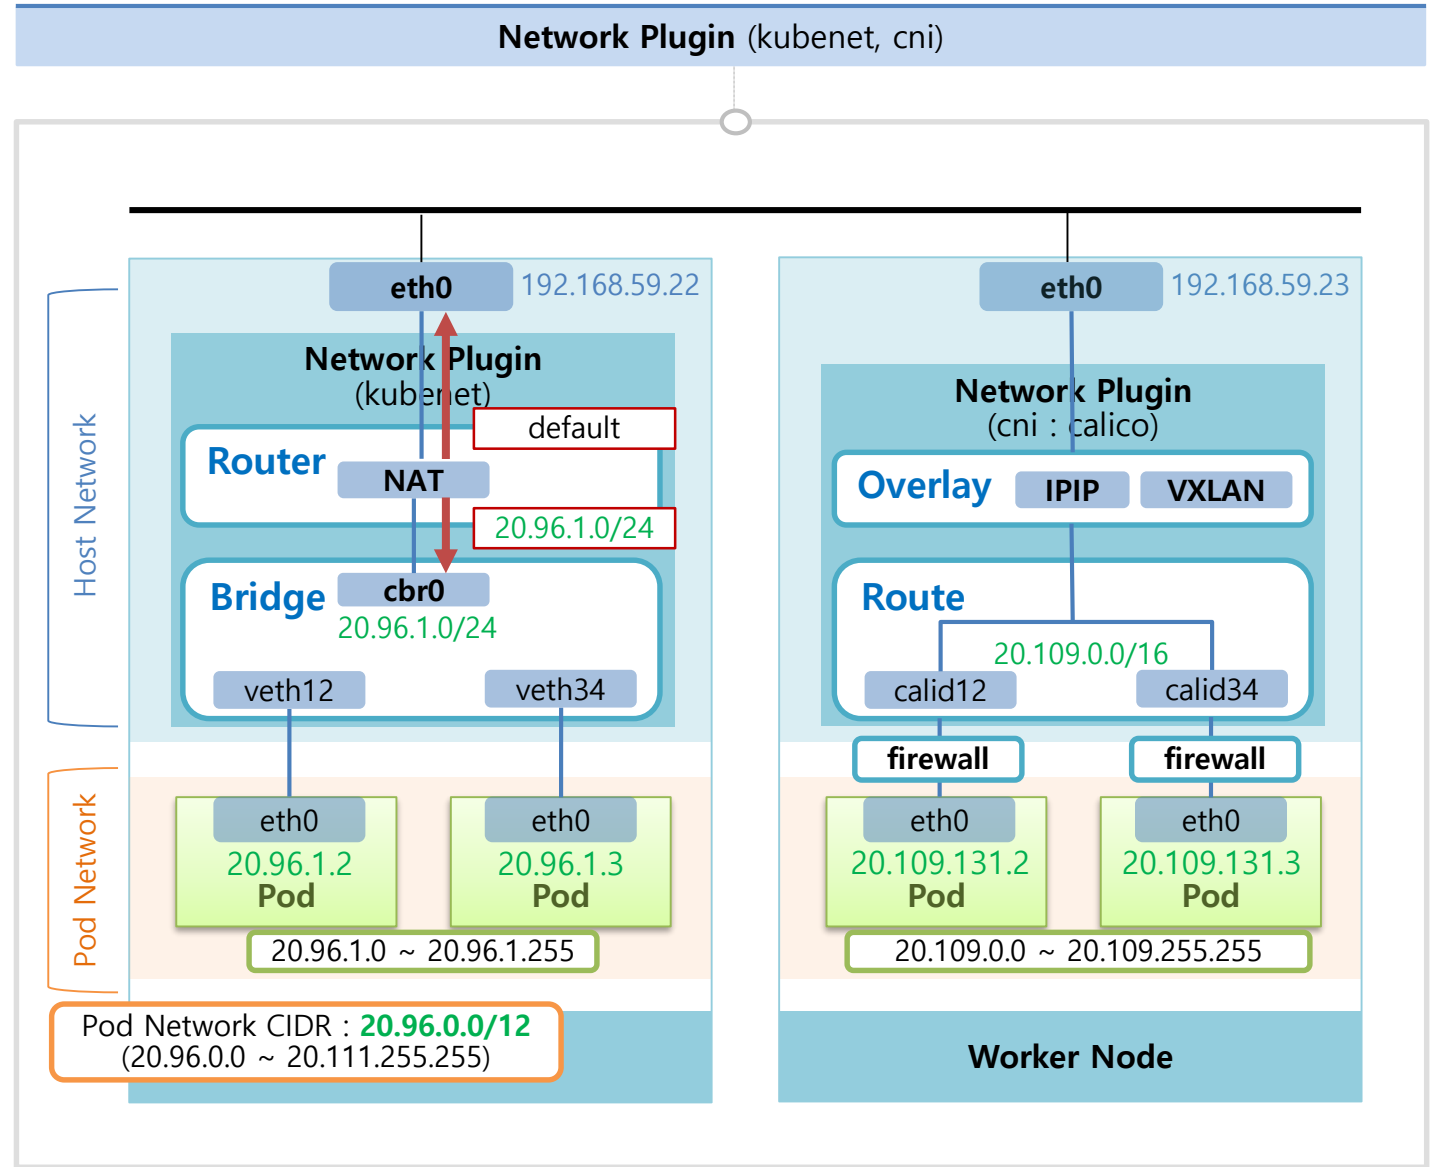 Network Plugin (kubenet, cni)
Host Network
Pod Network
eth0 192.168.59.22
Network Plugin
(kubenet)
default
Router
NAT
20.96.1.0/24
Bridge
cbr0
20.96.1.0/24
veth12 veth34
eth0 eth0
20.96.1.2 20.96.1.3
Pod Pod
20.96.1.0 ~ 20.96.1.255
Pod Network CIDR : 20.96.0.0/12
(20.96.0.0 ~ 20.111.255.255)
eth0 192.168.59.23
Network Plugin
(cni : calico)
Overlay IPIP VXLAN
Route
20.109.0.0/16
calid12 calid34
firewall firewall
eth0 eth0
20.109.131.2 20.109.131.3
Pod Pod
20.109.0.0 ~ 20.109.255.255
Worker Node